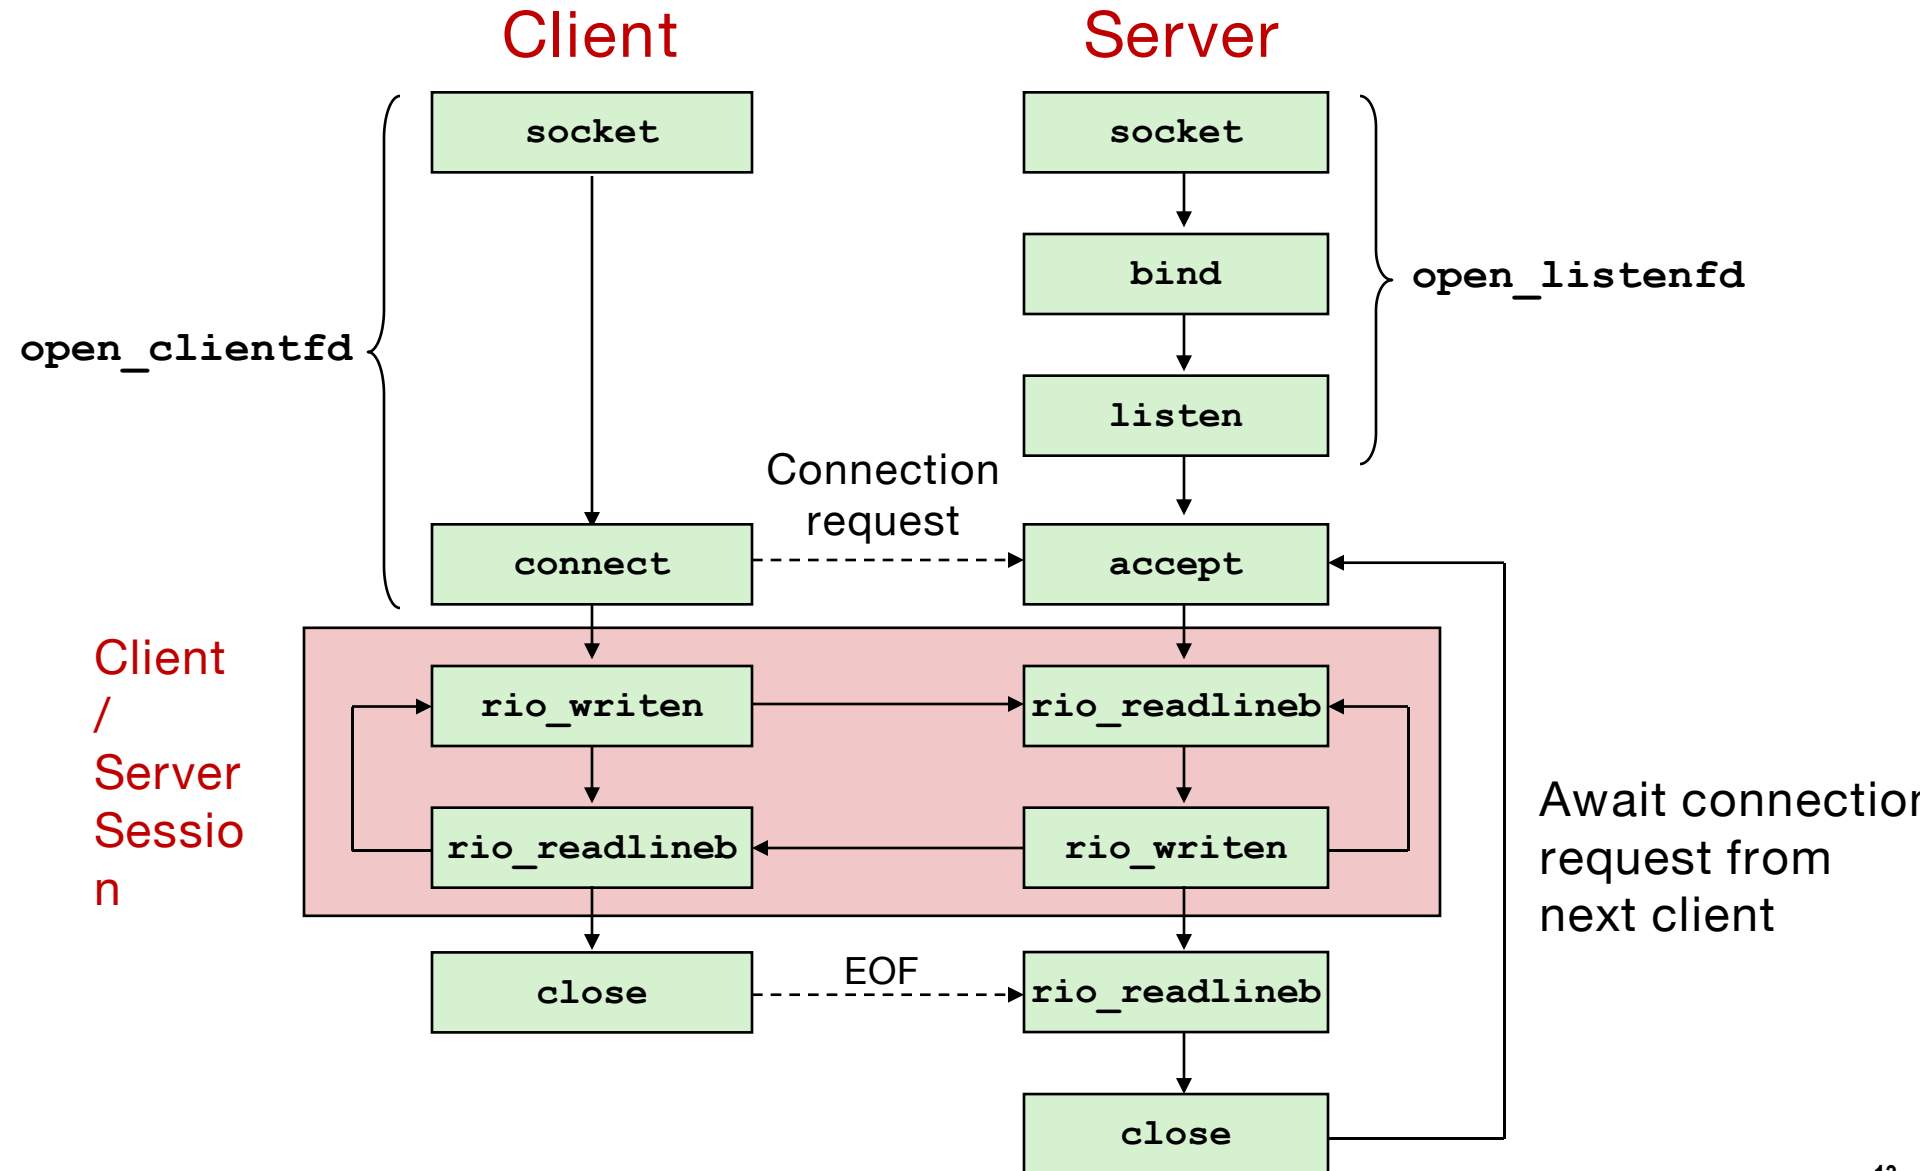 Client
Server
socket
socket
bind
open_listenfd
open_clientfd
listen
Connection
request
connect
accept
Client
/
Server
Sessio
n
rio_writen
rio_readlineb
rio_readlineb
rio_writen
Await connection
request from
next client
close
EOF
rio_readlineb
close